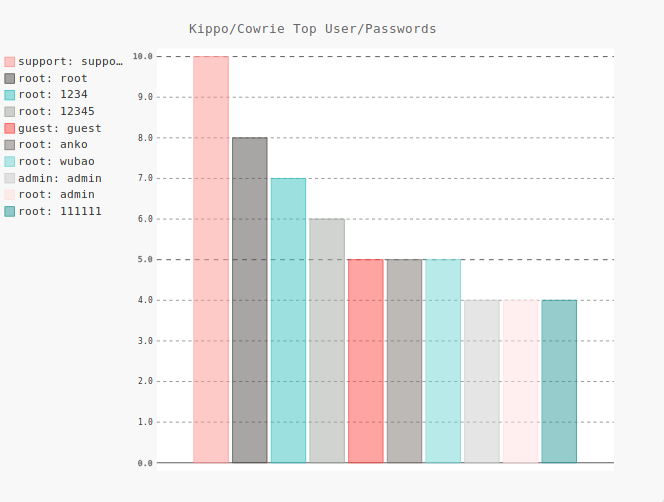 Kippo/Cowrie Top User/Passwords
support: suppo…
root: root
root: 1234
root: 12345
guest: guest
root: anko
root: wubao
admin: admin
root: admin
root: 111111
10.0
9.0
8.0
7.0
6.0
5.0
4.0
3.0
2.0
1.0
0.0